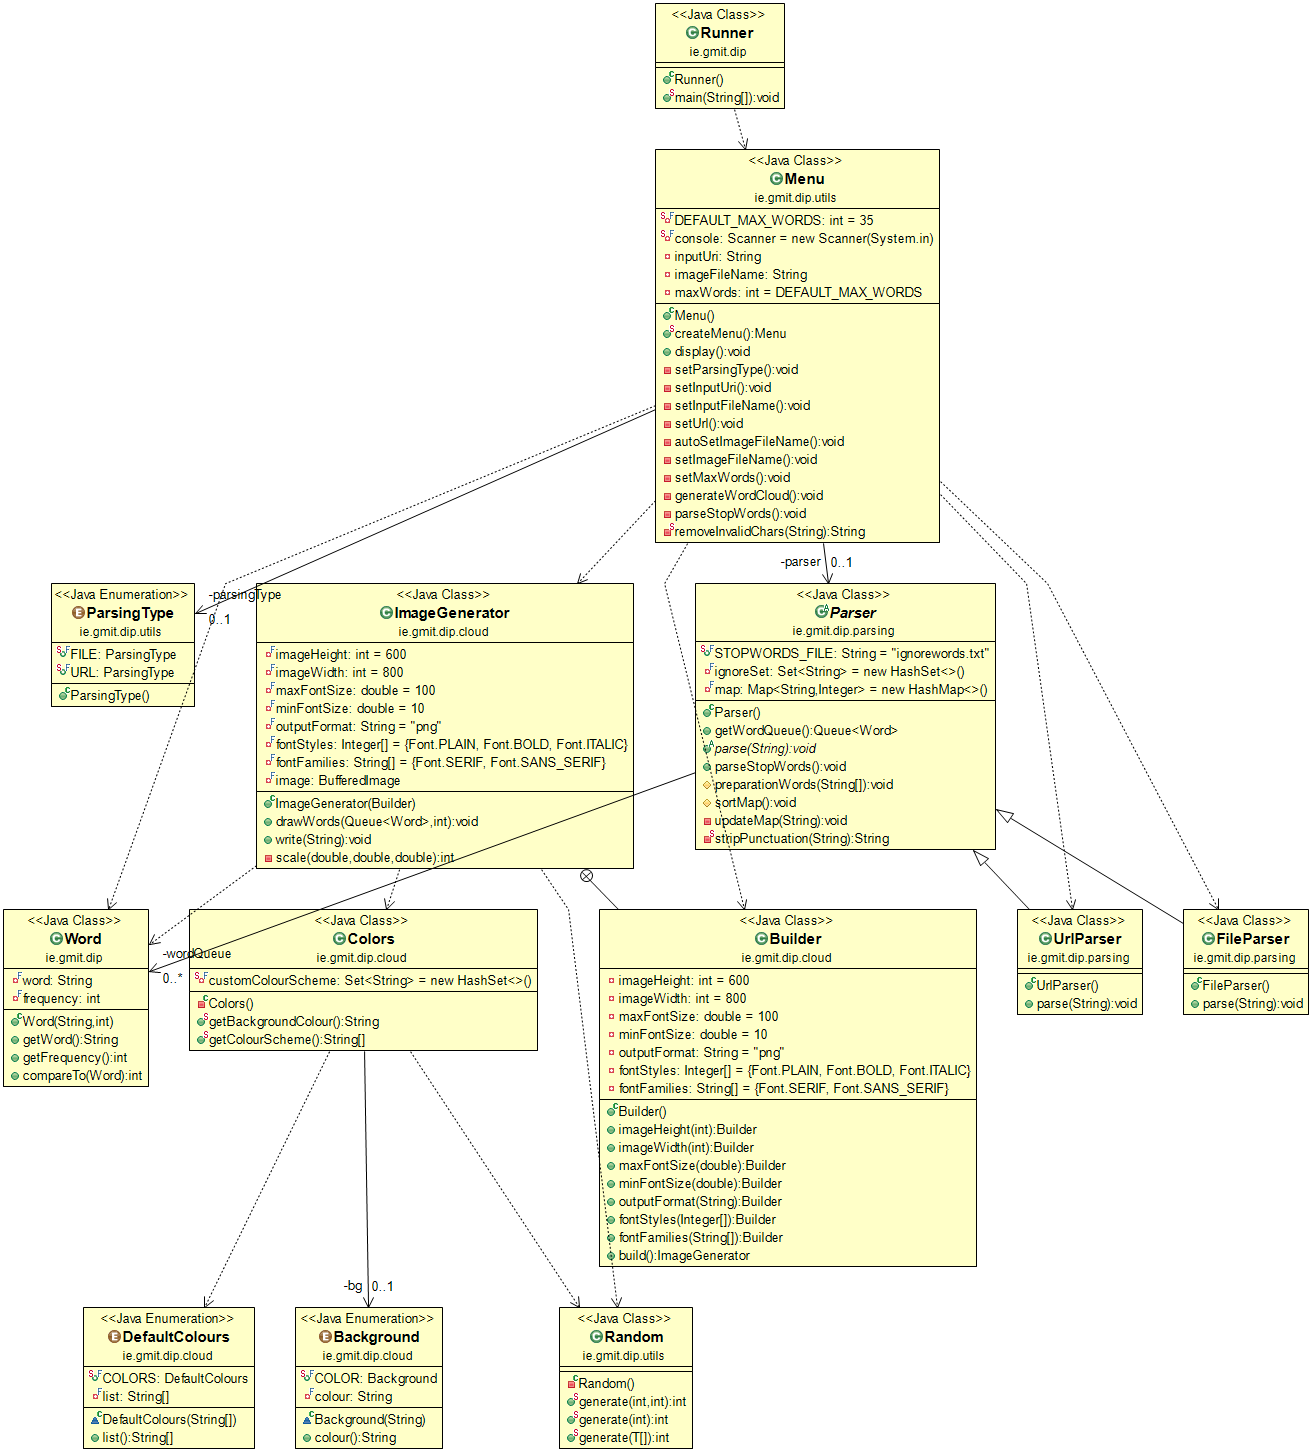 <<Java Class>>
Runner
ie.gmit.dip
Runner()
main(String[]):void
<<Java Class>>
Menu
ie.gmit.dip.utils
DEFAULT_MAX_WORDS: int = 35
console: Scanner = new Scanner(System.in)
inputUri: String
imageFileName: String
maxWords: int = DEFAULT_MAX_WORDS
Menu()
createMenu():Menu
display():void
setParsingType():void
setInputUri():void
setInputFileName():void
setUrl():void
autoSetImageFileName():void
setImageFileName():void
setMaxWords():void
generateWordCloud():void
parseStopWords():void
removeInvalidChars(String):String
-parser 0..1
-parsingType
0..1
<<Java Enumeration>>
ParsingType
ie.gmit.dip.utils
FILE: ParsingType
URL: ParsingType
ParsingType()
<<Java Class>>
ImageGenerator
ie.gmit.dip.cloud
imageHeight: int = 600
imageWidth: int = 800
maxFontSize: double = 100
minFontSize: double = 10
outputFormat: String = "png"
fontStyles: Integer[] = {Font.PLAIN, Font.BOLD, Font.ITALIC}
fontFamilies: String[] = {Font.SERIF, Font.SANS_SERIF}
image: BufferedImage
ImageGenerator(Builder)
drawWords(Queue<Word>,int):void
write(String):void
scale(double,double,double):int
<<Java Class>>
Parser
ie.gmit.dip.parsing
STOPWORDS_FILE: String = "ignorewords.txt"
ignoreSet: Set<String> = new HashSet<>()
map: Map<String,Integer> = new HashMap<>()
Parser()
getWordQueue():Queue<Word>
parse(String):void
parseStopWords():void
preparationWords(String[]):void
sortMap():void
updateMap(String):void
stripPunctuation(String):String
<<Java Class>>
Word
ie.gmit.dip
word: String
frequency: int
Word(String,int)
getWord():String
getFrequency():int
compareTo(Word):int
-wordQueue
0..*
<<Java Class>>
Colors
ie.gmit.dip.cloud
customColourScheme: Set<String> = new HashSet<>()
Colors()
getBackgroundColour():String
getColourScheme():String[]
<<Java Class>>
Builder
ie.gmit.dip.cloud
imageHeight: int = 600
imageWidth: int = 800
maxFontSize: double = 100
minFontSize: double = 10
outputFormat: String = "png"
fontStyles: Integer[] = {Font.PLAIN, Font.BOLD, Font.ITALIC}
fontFamilies: String[] = {Font.SERIF, Font.SANS_SERIF}
Builder()
imageHeight(int):Builder
imageWidth(int):Builder
maxFontSize(double):Builder
minFontSize(double):Builder
outputFormat(String):Builder
fontStyles(Integer[]):Builder
fontFamilies(String[]):Builder
build():ImageGenerator
<<Java Class>>
UrlParser
ie.gmit.dip.parsing
UrlParser()
parse(String):void
<<Java Class>>
FileParser
ie.gmit.dip.parsing
FileParser()
parse(String):void
-bg 0..1
<<Java Enumeration>>
DefaultColours
ie.gmit.dip.cloud
COLORS: DefaultColours
list: String[]
DefaultColours(String[])
list():String[]
<<Java Enumeration>>
Background
ie.gmit.dip.cloud
COLOR: Background
colour: String
Background(String)
colour():String
<<Java Class>>
Random
ie.gmit.dip.utils
Random()
generate(int,int):int
generate(int):int
generate(T[]):int